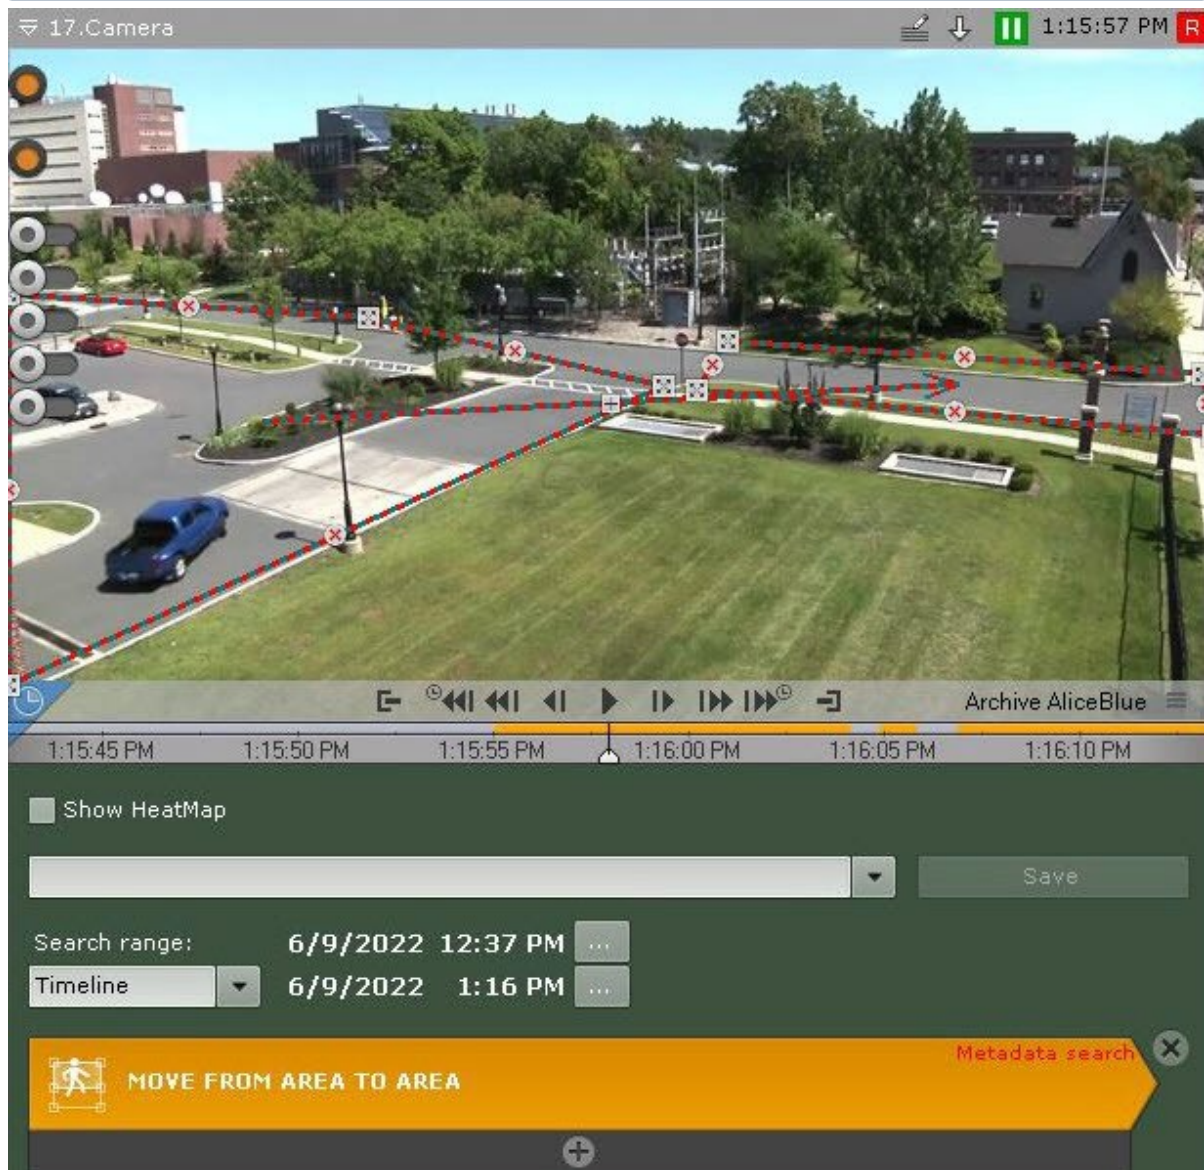 17.Camera
1:15:57 PM R
Archive AliceBlue
1:15:45 PM 1:15:50 PM 1:15:55 PM 1:16:00 PM 1:16:05 PM 1:16:10 PM
Show HeatMap
Save
Search range: 6/9/2022 12:37 PM ...
Timeline 6/9/2022 1:16 PM ...
Metadata search
MOVE FROM AREA TO AREA